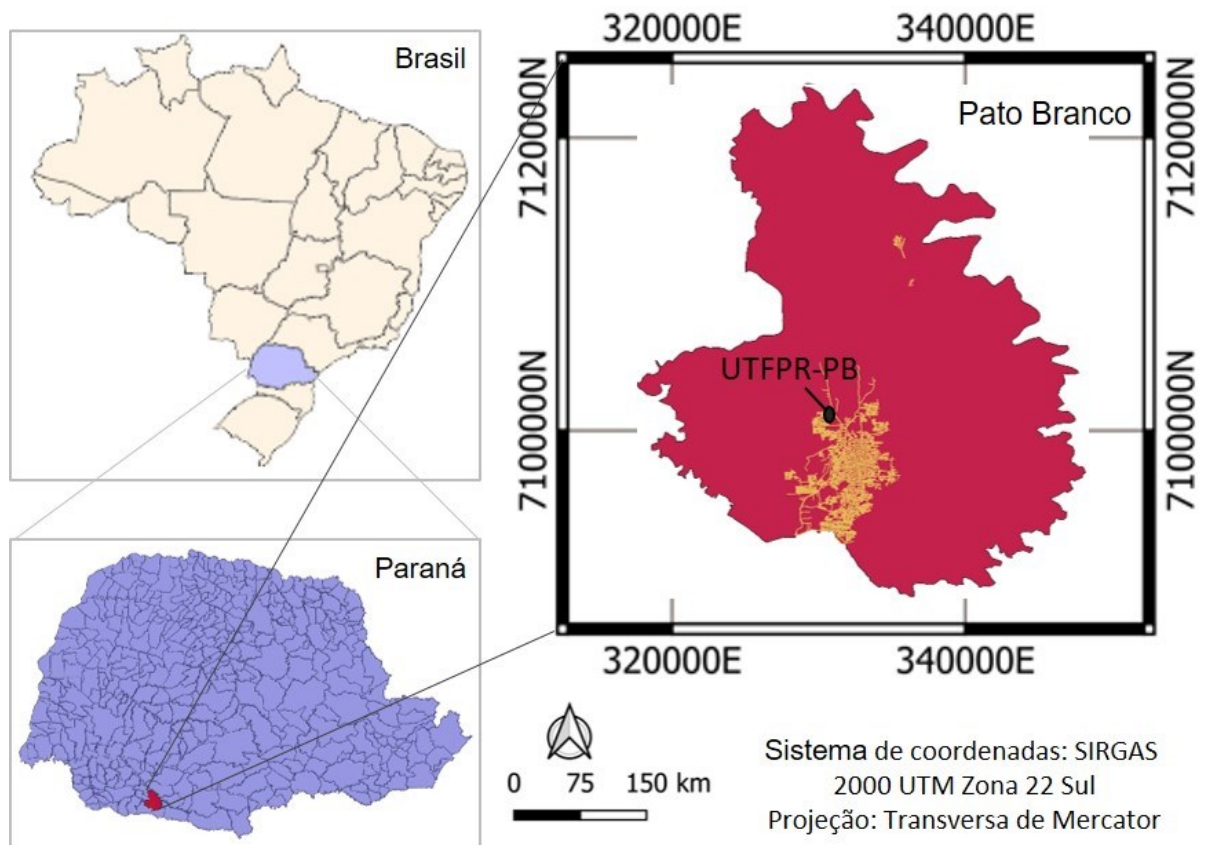 Brasil
Paraná
320000E 340000E
7120000N
7100000N
Pato Branco
UTFPR-PB
7120000N
7100000N
320000E 340000E
0 75 150 km
Sistema de coordenadas: SIRGAS
2000 UTM Zona 22 Sul
Projeção: Transversa de Mercator